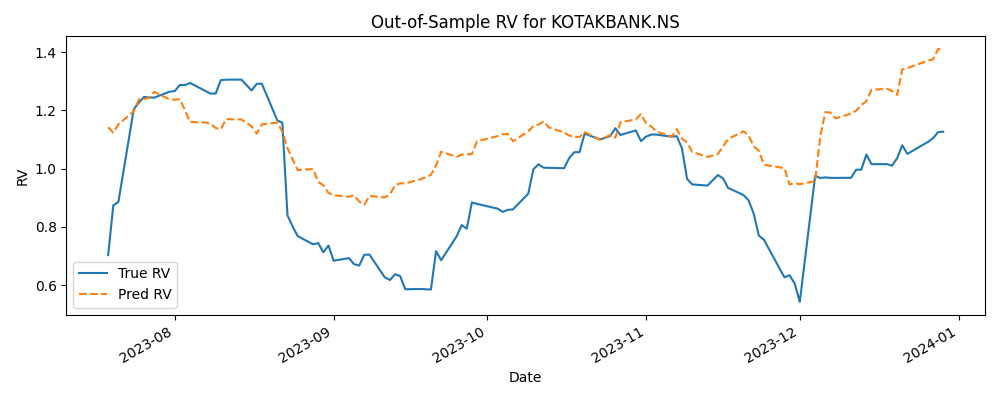 Out-of-Sample RV for KOTAKBANK.NS
RV
1.4
1.2
1.0
0.8
0.6
True RV
Pred RV
2023-08
2023-09
2023-10
2023-11
2023-12
2024-01
Date